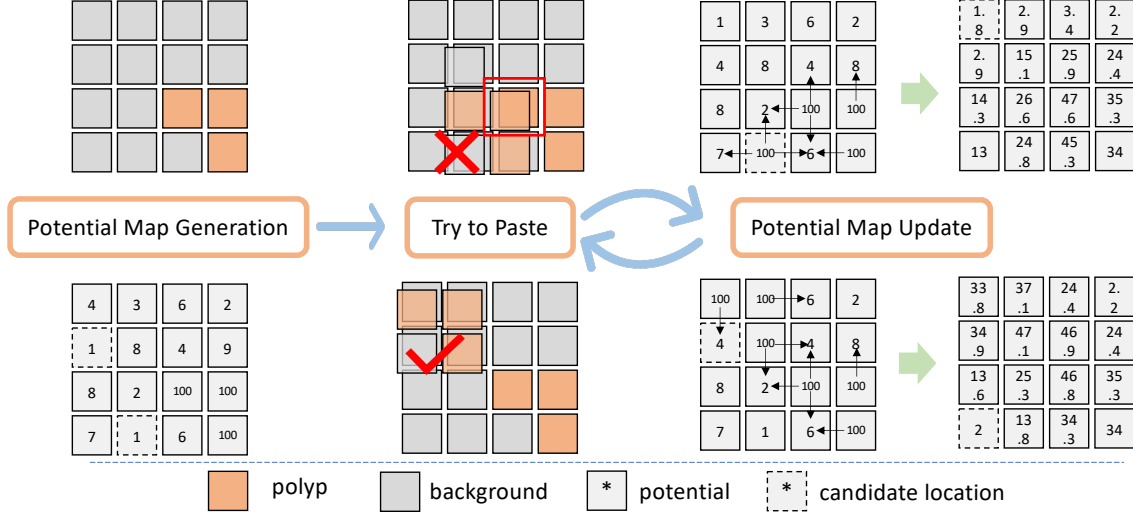 1 3 6 2
4 8 4 8
8 2 100 100
7 100 6 100
1. 2. 3. 2.
8 9 4 2
2. 15 25 24
9 .1 .9 .4
14 26 47 35
.3 .6 .6 .3
13 24 45 34
.8 .3
Potential Map Generation
Try to Paste
Potential Map Update
4 3 6 2
1 8 4 9
8 2 100 100
7 1 6 100
100 100 6 2
4 100 4 8
8 2 100 100
7 1 6 100
33 37 24 2.
.8 .1 .4 2
34 47 46 24
.9 .1 .9 .4
13 25 46 35
.6 .3 .8 .3
2 13 34 34
.8 .3
polyp
background
* potential
* candidate location